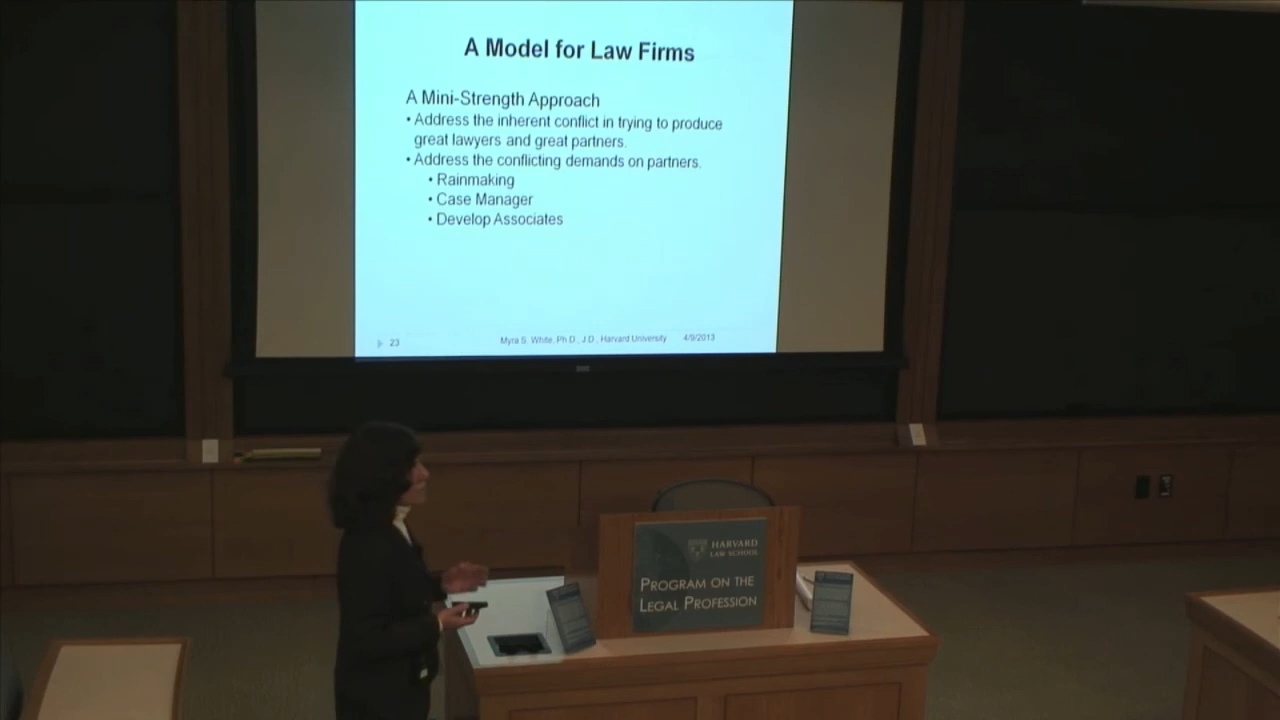 A Model for Law Firms
A Mini-Strength Approach
• Address the inherent conflict in trying to produce
great lawyers and great partners.
• Address the conflicting demands on partners.
• Rainmaking
• Case Manager
• Develop Associates
23
Myra S. White, Ph.D., J.D., Harvard University 4/9/2013
HARVARD
LAW SCHOOL
PROGRAM ON THE
LEGAL PROFESSION